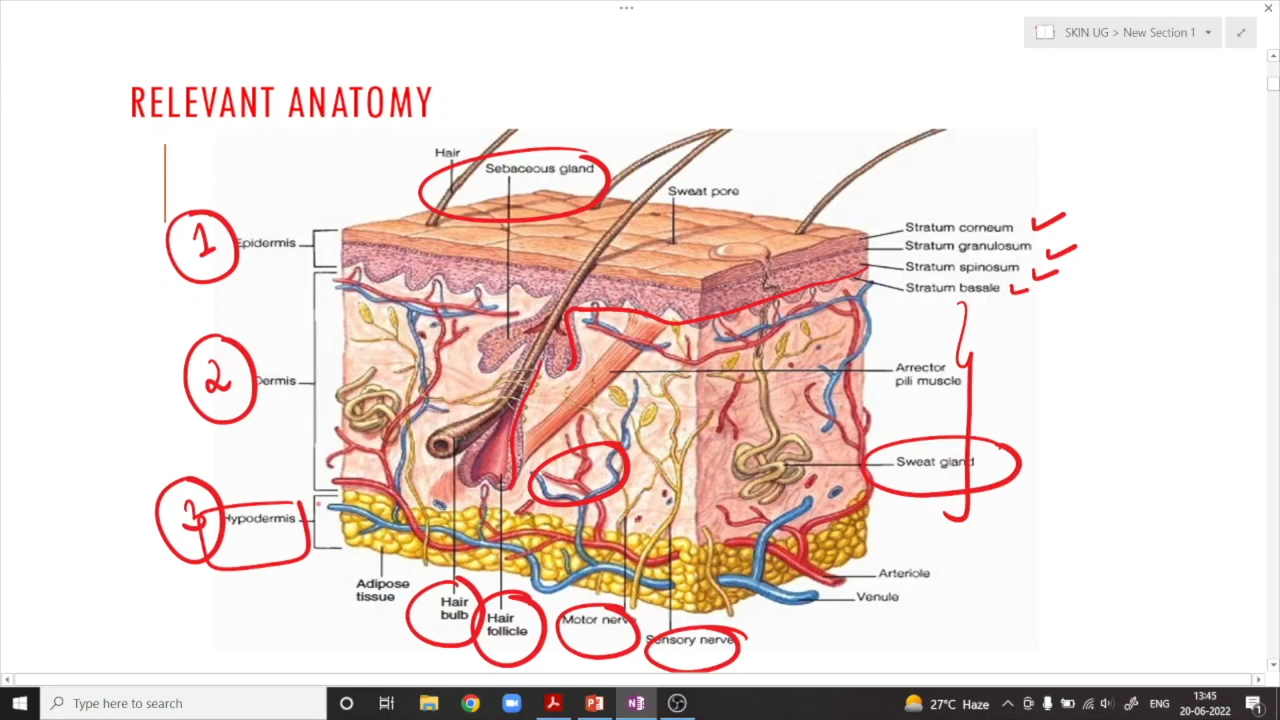 SKIN UG > New Section 1
RELEVANT ANATOMY
Hair
Sebaceous gland
Sweat pore
1
Epidermis
Stratum corneum
Stratum granulosum
Stratum spinosum
Stratum basale
2
Dermis
Arrector
pili muscle
Sweat gland
3
Hypodermis
Adipose
tissue
Hair
bulb
Hair
follicle
Motor nerve
Sensory nerve
Arteriole
Venule
Type here to search
27°C Haze
ENG
13:45
20-06-2022
1